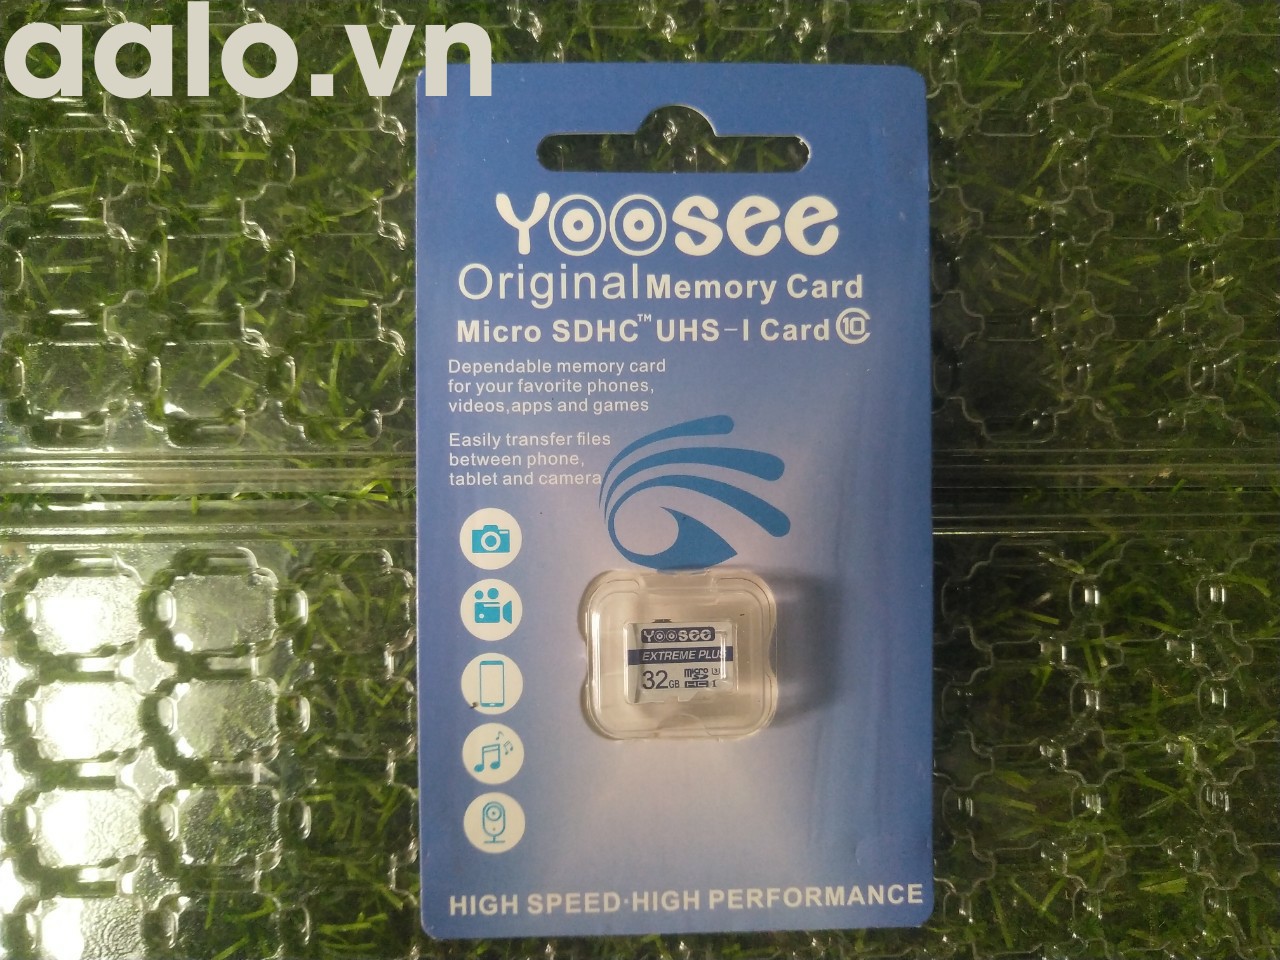 aalo.vn
YOOSEE
Original Memory Card
Micro SDHC™ UHS-I Card 10
Dependable memory card
for your favorite phones,
videos,apps and games
Easily transfer files
between phone,
tablet and camera
YOOSEE
EXTREME PLUS
32GB micro
HC I
HIGH SPEED·HIGH PERFORMANCE